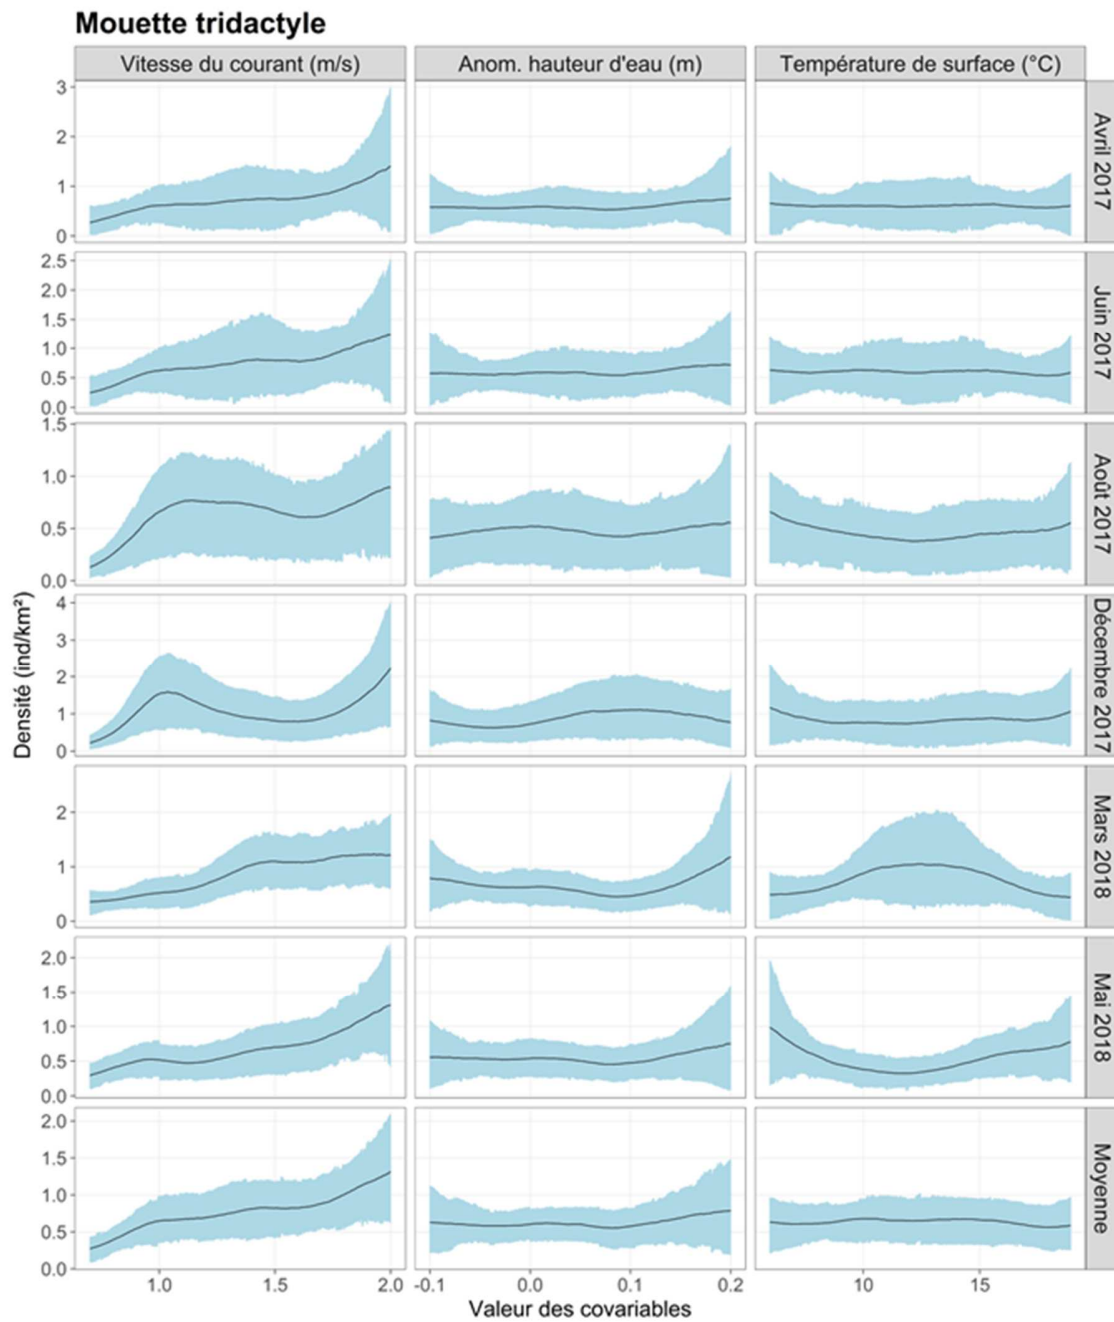 Mouette tridactyle
Vitesse du courant (m/s) Anom. hauteur d'eau (m) Température de surface (°C)
3
2
1
0
Avril 2017
2.5
2.0
1.5
1.0
0.5
0.0
Juin 2017
1.5
1.0
0.5
0.0
Août 2017
4
3
2
1
0
Décembre 2017
2
1
0
Mars 2018
2.0
1.5
1.0
0.5
0.0
Mai 2018
2.0
1.5
1.0
0.5
0.0
Moyenne
Densité (ind/km²)
1.0 1.5 2.0 -0.1 0.0 0.1 0.2 10 15
Valeur des covariables